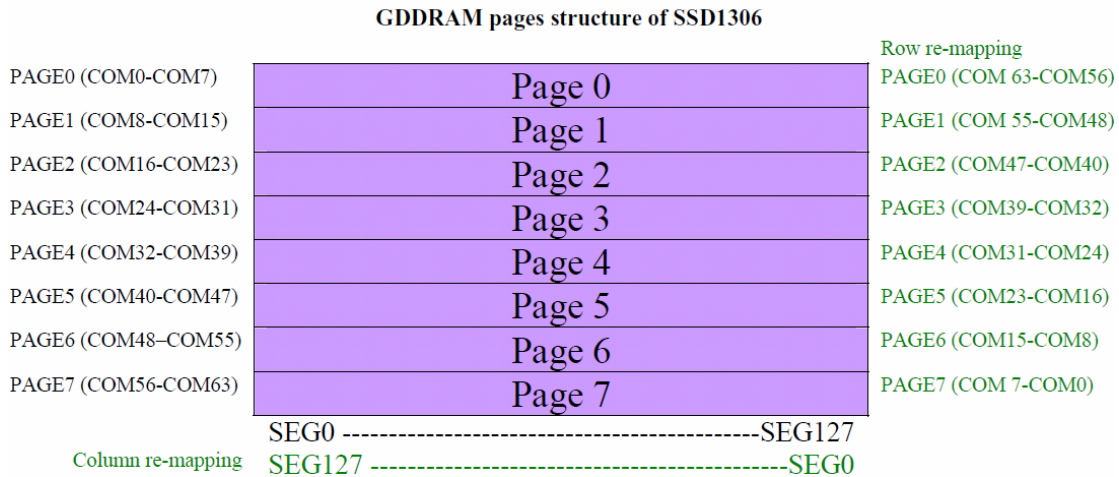 GDDRAM pages structure of SSD1306
Row re-mapping
PAGE0 (COM0-COM7) Page 0 PAGE0 (COM 63-COM56)
PAGE1 (COM8-COM15) Page 1 PAGE1 (COM 55-COM48)
PAGE2 (COM16-COM23) Page 2 PAGE2 (COM47-COM40)
PAGE3 (COM24-COM31) Page 3 PAGE3 (COM39-COM32)
PAGE4 (COM32-COM39) Page 4 PAGE4 (COM31-COM24)
PAGE5 (COM40-COM47) Page 5 PAGE5 (COM23-COM16)
PAGE6 (COM48–COM55) Page 6 PAGE6 (COM15-COM8)
PAGE7 (COM56-COM63) Page 7 PAGE7 (COM 7-COM0)
SEG0 ---------------------------------------------SEG127
Column re-mapping SEG127 ---------------------------------------------SEG0